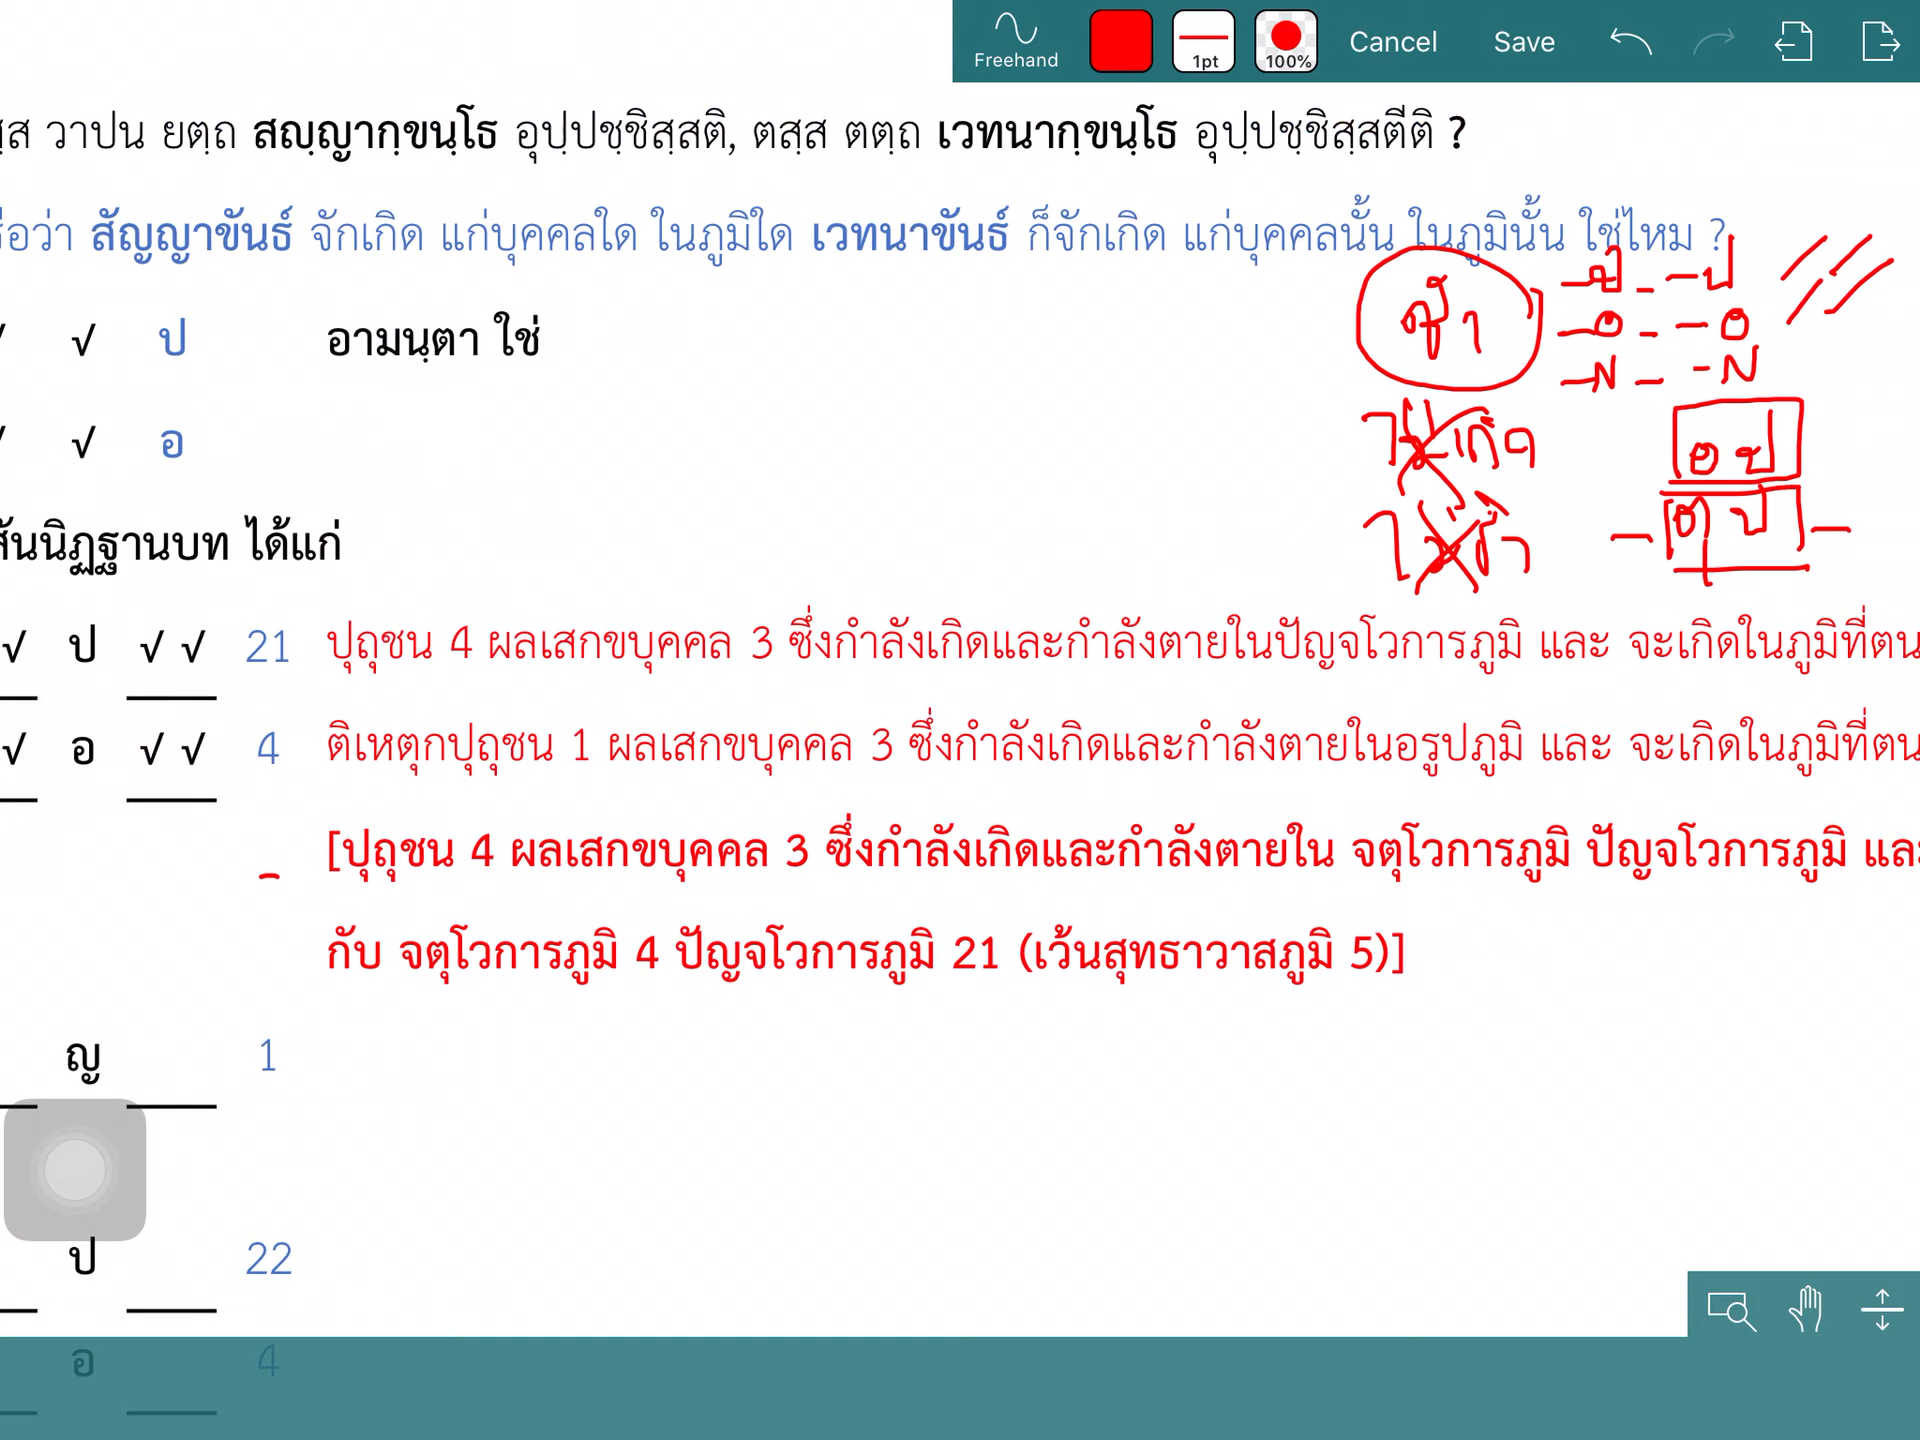 Freehand 1pt 100% Cancel Save
วาปน ยตฺถ สญฺญากฺขนฺโธ อุปฺปชฺชิสฺสติ, ตสฺส ตตฺถ เวทนากฺขนฺโธ อุปฺปชฺชิสฺสตีติ ?
สัญญาขันธ์ จักเกิด แก่บุคคลใด ในภูมิใด เวทนาขันธ์ ก็จักเกิด แก่บุคคลนั้น ในภูมินั้น ใช่ไหม ?
√ ป อามนฺตา ใช่
√ อ
สันนิฏฐานบท ได้แก่
√ ป √ √ 21 ปุถุชน 4 ผลเสกขบุคคล 3 ซึ่งกำลังเกิดและกำลังตายในปัญจโวการภูมิ และ จะเกิดในภูมิที่ตน
√ อ √ √ 4 ติเหตุกปุถุชน 1 ผลเสกขบุคคล 3 ซึ่งกำลังเกิดและกำลังตายในอรูปภูมิ และ จะเกิดในภูมิที่ตน
[ปุถุชน 4 ผลเสกขบุคคล 3 ซึ่งกำลังเกิดและกำลังตายใน จตุโวการภูมิ ปัญจโวการภูมิ และ
กับ จตุโวการภูมิ 4 ปัญจโวการภูมิ 21 (เว้นสุทธาวาสภูมิ 5)]
ญ 1
ป 22
อ 4